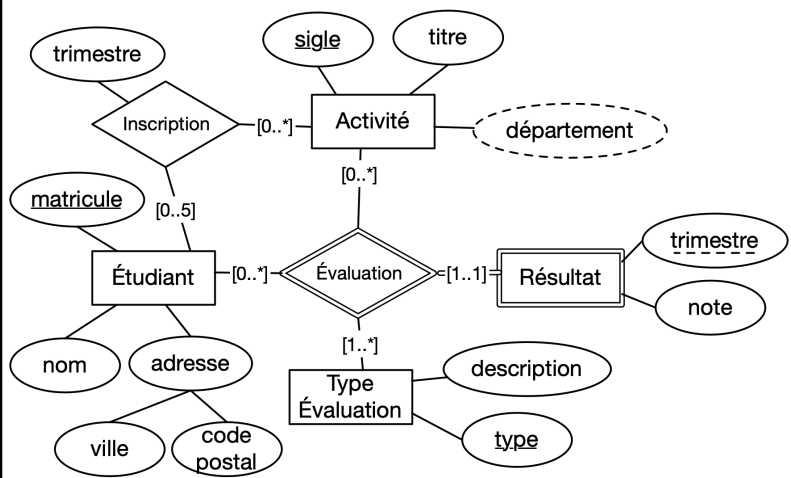 sigle
titre
trimestre
Inscription
[0..*]
Activité
département
[0..*]
matricule
[0..5]
trimestre
Étudiant
[0..*]
Évaluation
[1..1]
Résultat
note
[1..*]
nom
adresse
description
Type
Évaluation
ville
code
postal
type